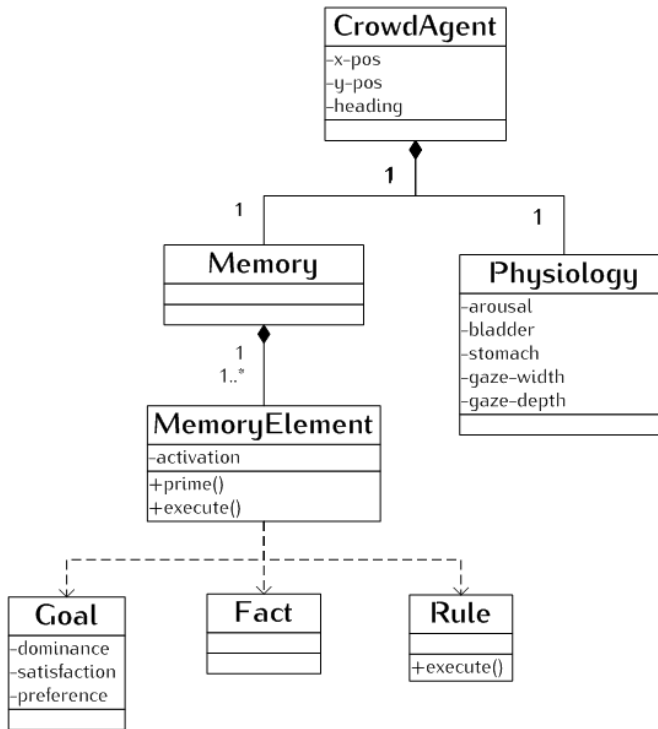 CrowdAgent
-x-pos
-y-pos
-heading
1
1
1
Memory
Physiology
-arousal
-bladder
-stomach
-gaze-width
-gaze-depth
1
1..*
MemoryElement
-activation
+prime()
+execute()
Goal
-dominance
-satisfaction
-preference
Fact
Rule
+execute()